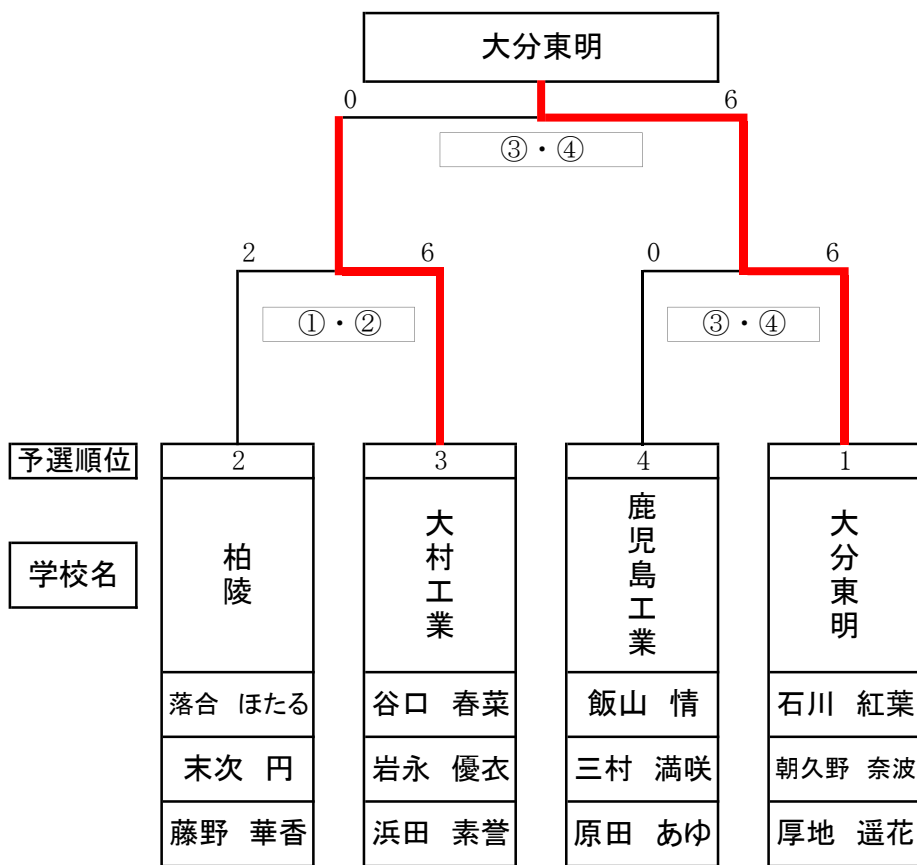 大分東明
0 6
③・④
2 6 0 6
①・② ③・④
予選順位 2 3 4 1
学校名 柏陵 大村工業 鹿児島工業 大分東明
落合 ほたる 谷口 春菜 飯山 情 石川 紅葉
末次 円 岩永 優衣 三村 満咲 朝久野 奈波
藤野 華香 浜田 素誉 原田 あゆ 厚地 遥花